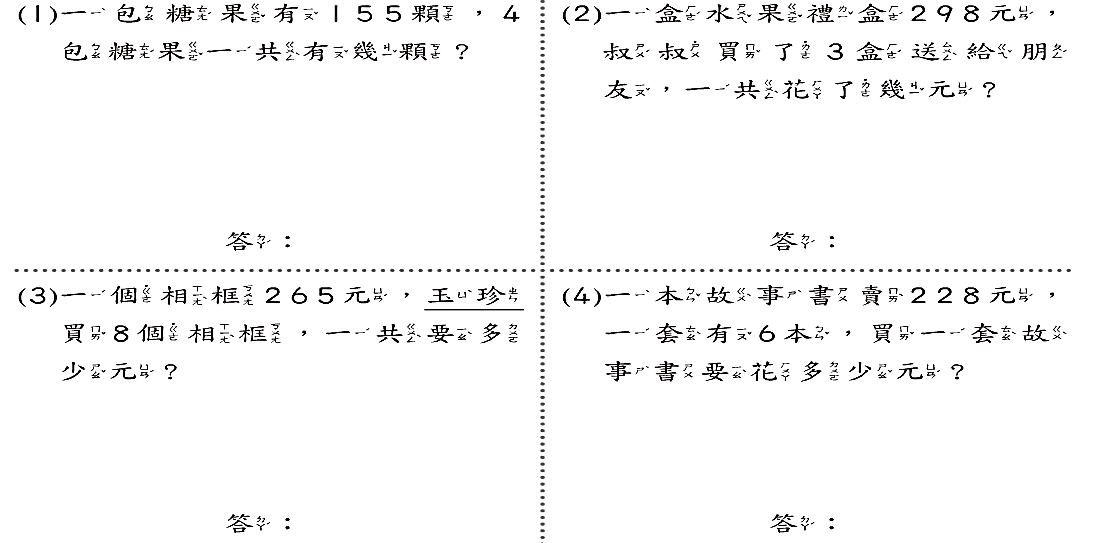 (1)一包糖果有155顆，4
包糖果一共有幾顆？
答：
(2)一盒水果禮盒298元，
叔叔買了3盒送給朋
友，一共花了幾元？
答：
(3)一個相框265元，玉珍
買8個相框，一共要多
少元？
答：
(4)一本故事書賣228元，
一套有6本，買一套故
事書要花多少元？
答：